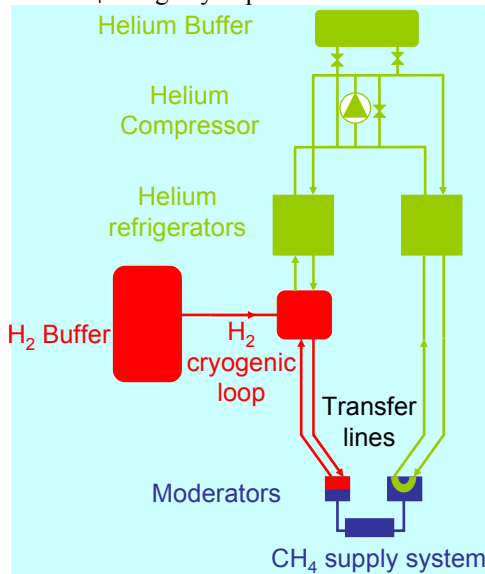 Helium Buffer
Helium
Compressor
Helium
refrigerators
H₂ Buffer
H₂
cryogenic
loop
Transfer
lines
Moderators
CH₄ supply system